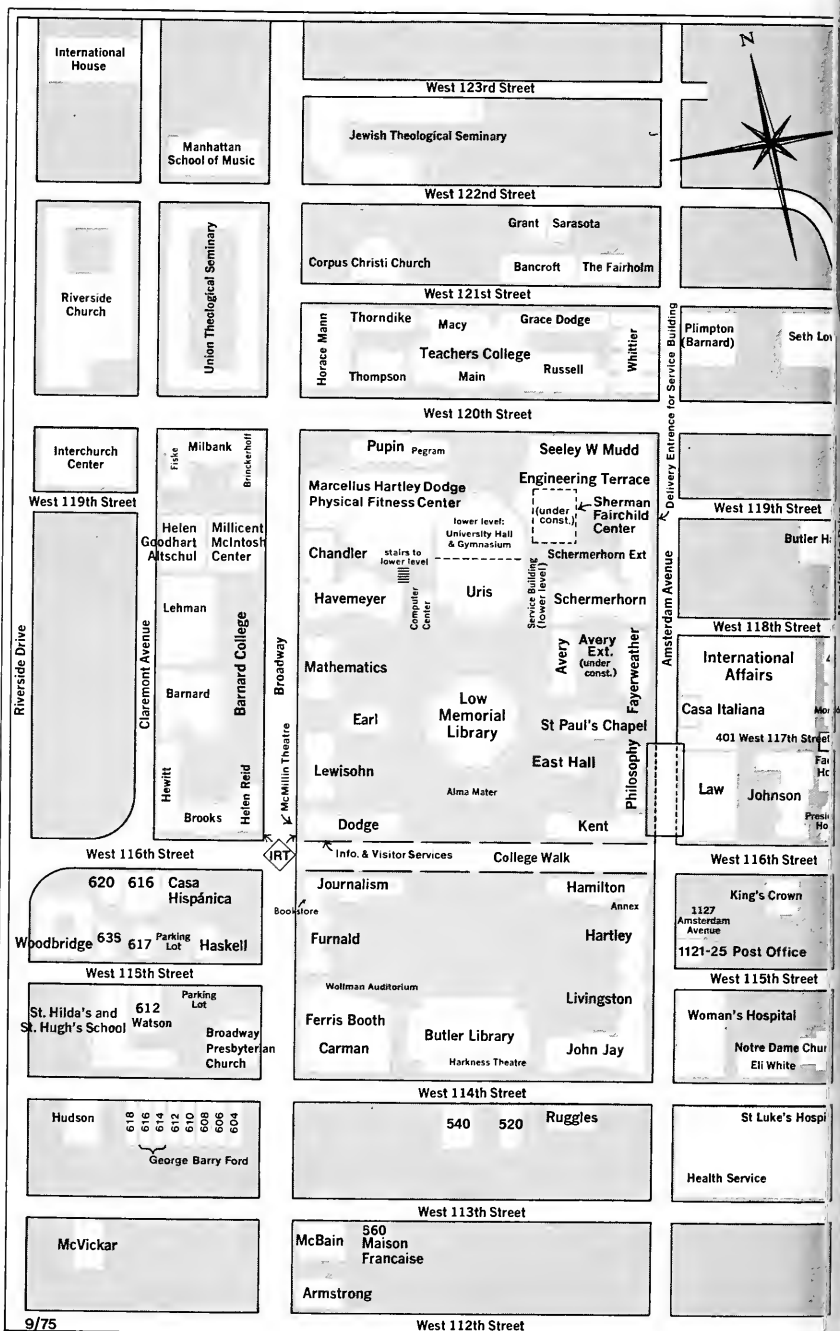 International
House
West 123rd Street
N
Manhattan
School of Music
Jewish Theological Seminary
West 122nd Street
Riverside
Church
Union Theological Seminary
Grant Sarasota
Corpus Christi Church
Bancroft The Fairholm
West 121st Street
Horace Mann
Thorndike
Macy
Grace Dodge
Teachers College
Thompson
Main
Russell
Whittier
Plimpton
(Barnard)
Seth Low
West 120th Street
Delivery Entrance for Service Building
Interchurch
Center
Fiske
Milbank
Brinckerhoff
Pupin Pegram
Seeley W Mudd
West 119th Street
Marcellus Hartley Dodge
Physical Fitness Center
Engineering Terrace
(under
const.)
Sherman
Fairchild
Center
West 119th Street
Helen
Goodhart
Altschul
Millicent
McIntosh
Center
lower level:
University Hall
& Gymnasium
Butler H
Chandler
stairs to
lower level
Schermerhorn Ext
Lehman
Havemeyer
Computer
Center
Uris
Service Building
(lower level)
Schermerhorn
West 118th Street
Riverside Drive
Claremont Avenue
Barnard College
Broadway
Amsterdam Avenue
Mathematics
Avery
Avery
Ext.
(under
const.)
Fayerweather
International
Affairs
Barnard
Earl
Low
Memorial
Library
St Paul's Chapel
Casa Italiana
401 West 117th Street
Hewitt
Brooks
Helen Reid
McMillin Theatre
Lewisohn
Alma Mater
East Hall
Philosophy
Law
Johnson
Dodge
Kent
West 116th Street
IRT
Info. & Visitor Services
College Walk
West 116th Street
620 616 Casa
Hispánica
Journalism
Hamilton
Annex
King's Crown
Bookstore
1127
Amsterdam
Avenue
Woodbridge 635 617 Parking
Lot
Haskell
Furnald
Hartley
1121-25 Post Office
West 115th Street
West 115th Street
St. Hilda's and
St. Hugh's School
612
Watson
Parking
Lot
Broadway
Presbyterian
Church
Wollman Auditorium
Ferris Booth
Carman
Butler Library
Harkness Theatre
Livingston
John Jay
Woman's Hospital
Notre Dame Chur
Eli White
West 114th Street
Hudson
618
616
614
612
610
608
606
604
George Barry Ford
540
520
Ruggles
St Luke's Hospi
Health Service
West 113th Street
McVickar
McBain
560
Maison
Francaise
Armstrong
9/75
West 112th Street